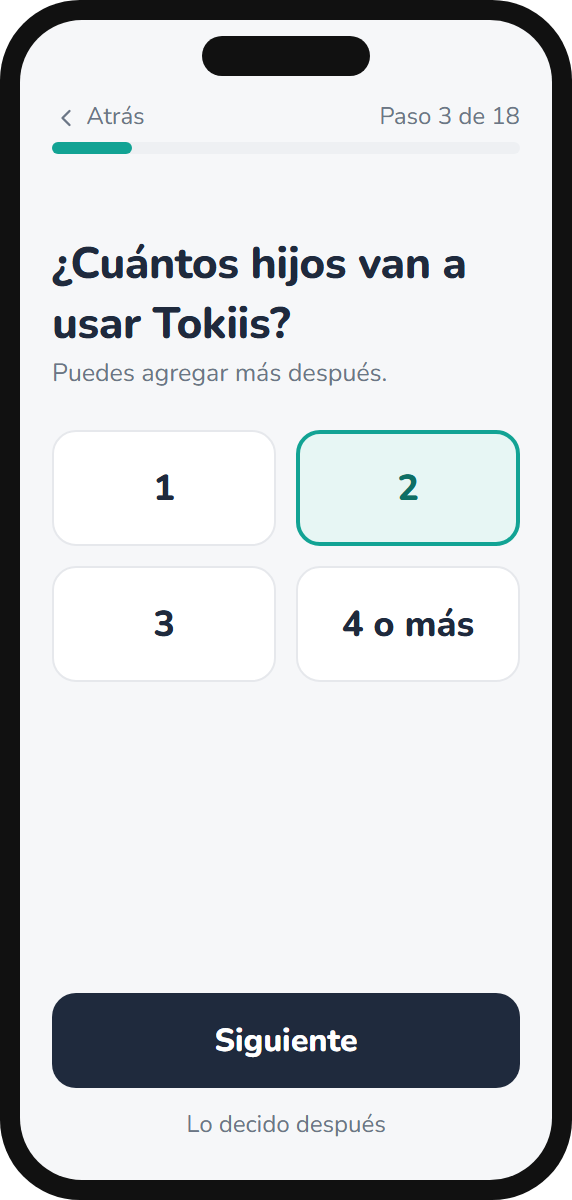 Atrás
Paso 3 de 18
¿Cuántos hijos van a
usar Tokiis?
Puedes agregar más después.
1
2
3
4 o más
Siguiente
Lo decido después